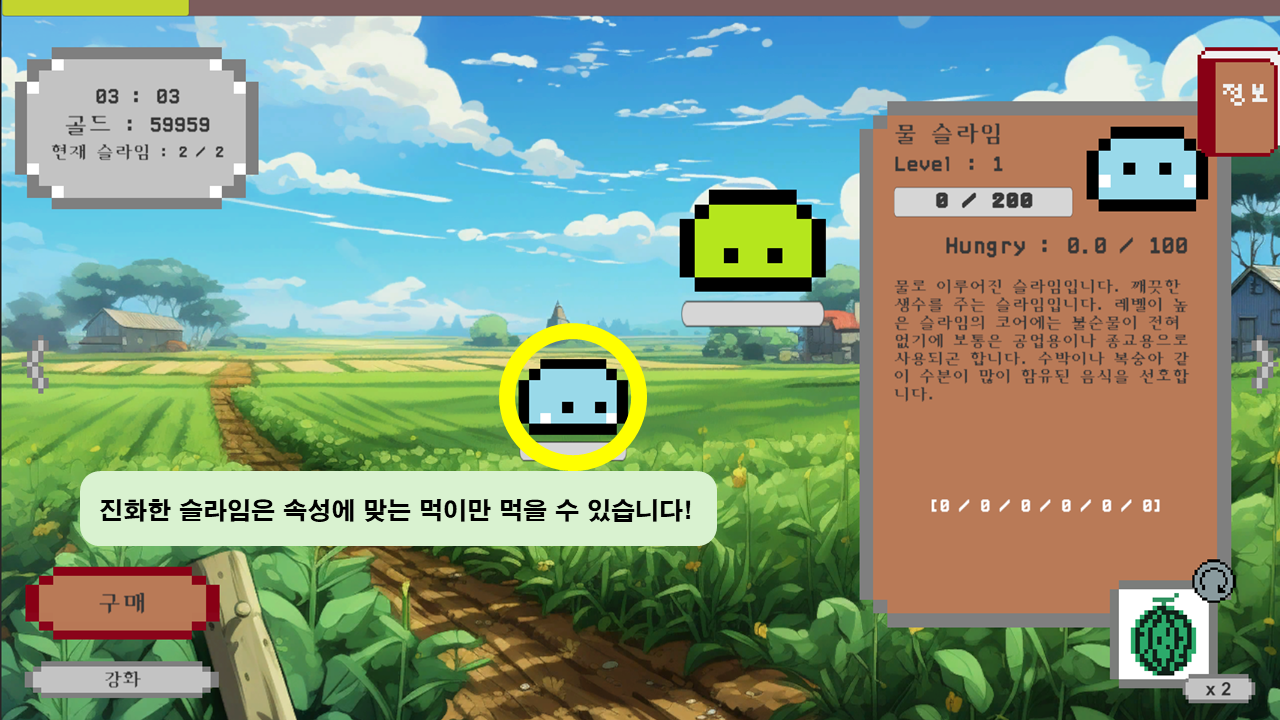 03 : 03
골드 : 59959
현재 슬라임 : 2 / 2
정보
물 슬라임
Level : 1
0 / 200
Hungry : 0.0 / 100
물로 이루어진 슬라임입니다. 깨끗한
생수를 주는 슬라임입니다. 레벨이 높
은 슬라임의 코어에는 불순물이 전혀
없기에 보통은 공업용이나 종교용으로
사용되곤 합니다. 수박이나 복숭아 같
이 수분이 많이 함유된 음식을 선호합
니다.
[0 / 0 / 0 / 0 / 0 / 0]
진화한 슬라임은 속성에 맞는 먹이만 먹을 수 있습니다!
구매
강화
x 2